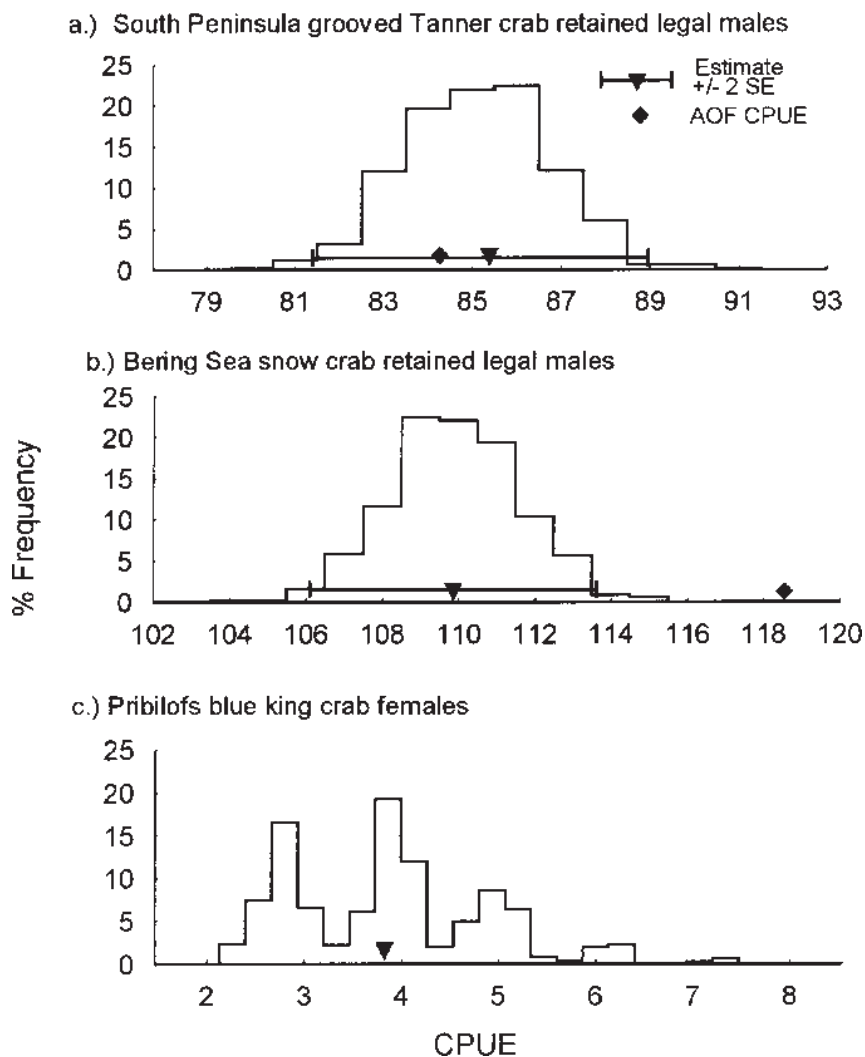 a.) South Peninsula grooved Tanner crab retained legal males
Estimate
+/- 2 SE
AOF CPUE
25
20
15
10
5
0
79 81 83 85 87 89 91 93
b.) Bering Sea snow crab retained legal males
25
20
15
10
5
0
102 104 106 108 110 112 114 116 118 120
% Frequency
c.) Pribilofs blue king crab females
25
20
15
10
5
0
2 3 4 5 6 7 8
CPUE